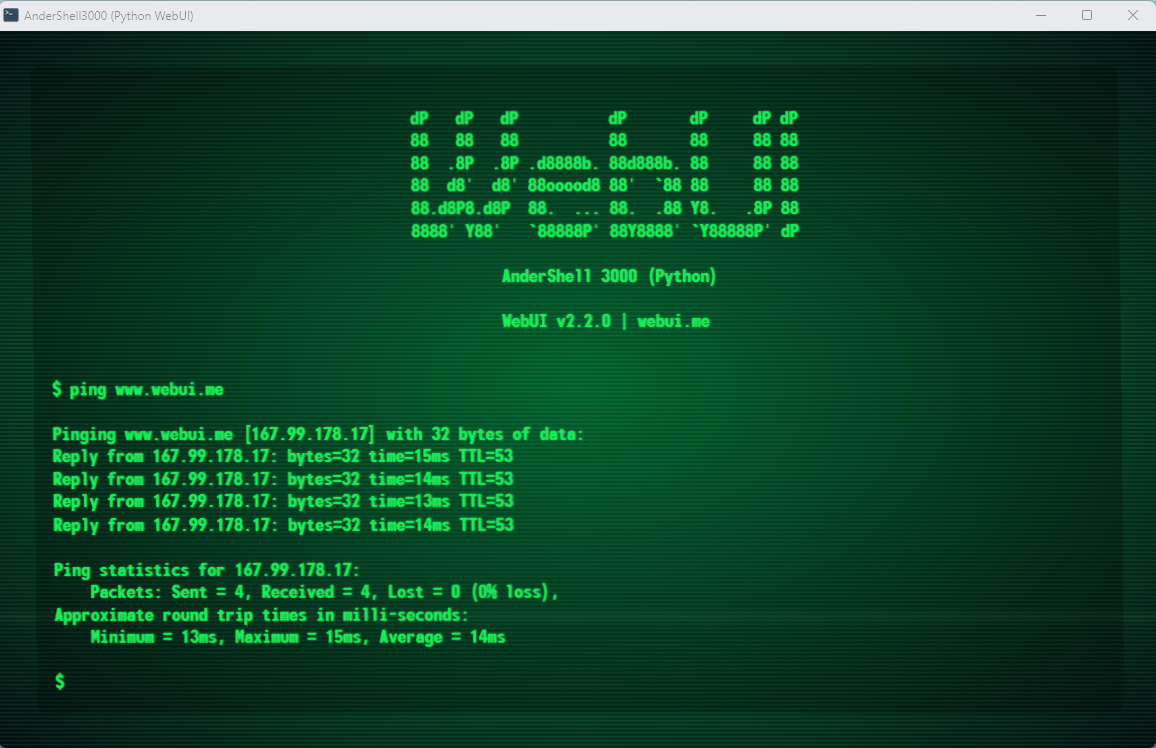 AnderShell3000 (Python WebUI)
dP   dP   dP          dP       dP     dP dP
88   88   88          88       88     88 88
88  .8P  .8P .d8888b. 88d888b. 88     88 88
88  d8'  d8' 88ooood8 88'  `88 88     88 88
88.d8P8.d8P  88.  ... 88.  .88 Y8.   .8P 88
8888' Y88'   `88888P' 88Y8888' `Y88888P' dP
AnderShell 3000 (Python)
WebUI v2.2.0 | webui.me
$ ping www.webui.me
Pinging www.webui.me [167.99.178.17] with 32 bytes of data:
Reply from 167.99.178.17: bytes=32 time=15ms TTL=53
Reply from 167.99.178.17: bytes=32 time=14ms TTL=53
Reply from 167.99.178.17: bytes=32 time=13ms TTL=53
Reply from 167.99.178.17: bytes=32 time=14ms TTL=53
Ping statistics for 167.99.178.17:
Packets: Sent = 4, Received = 4, Lost = 0 (0% loss),
Approximate round trip times in milli-seconds:
Minimum = 13ms, Maximum = 15ms, Average = 14ms
$